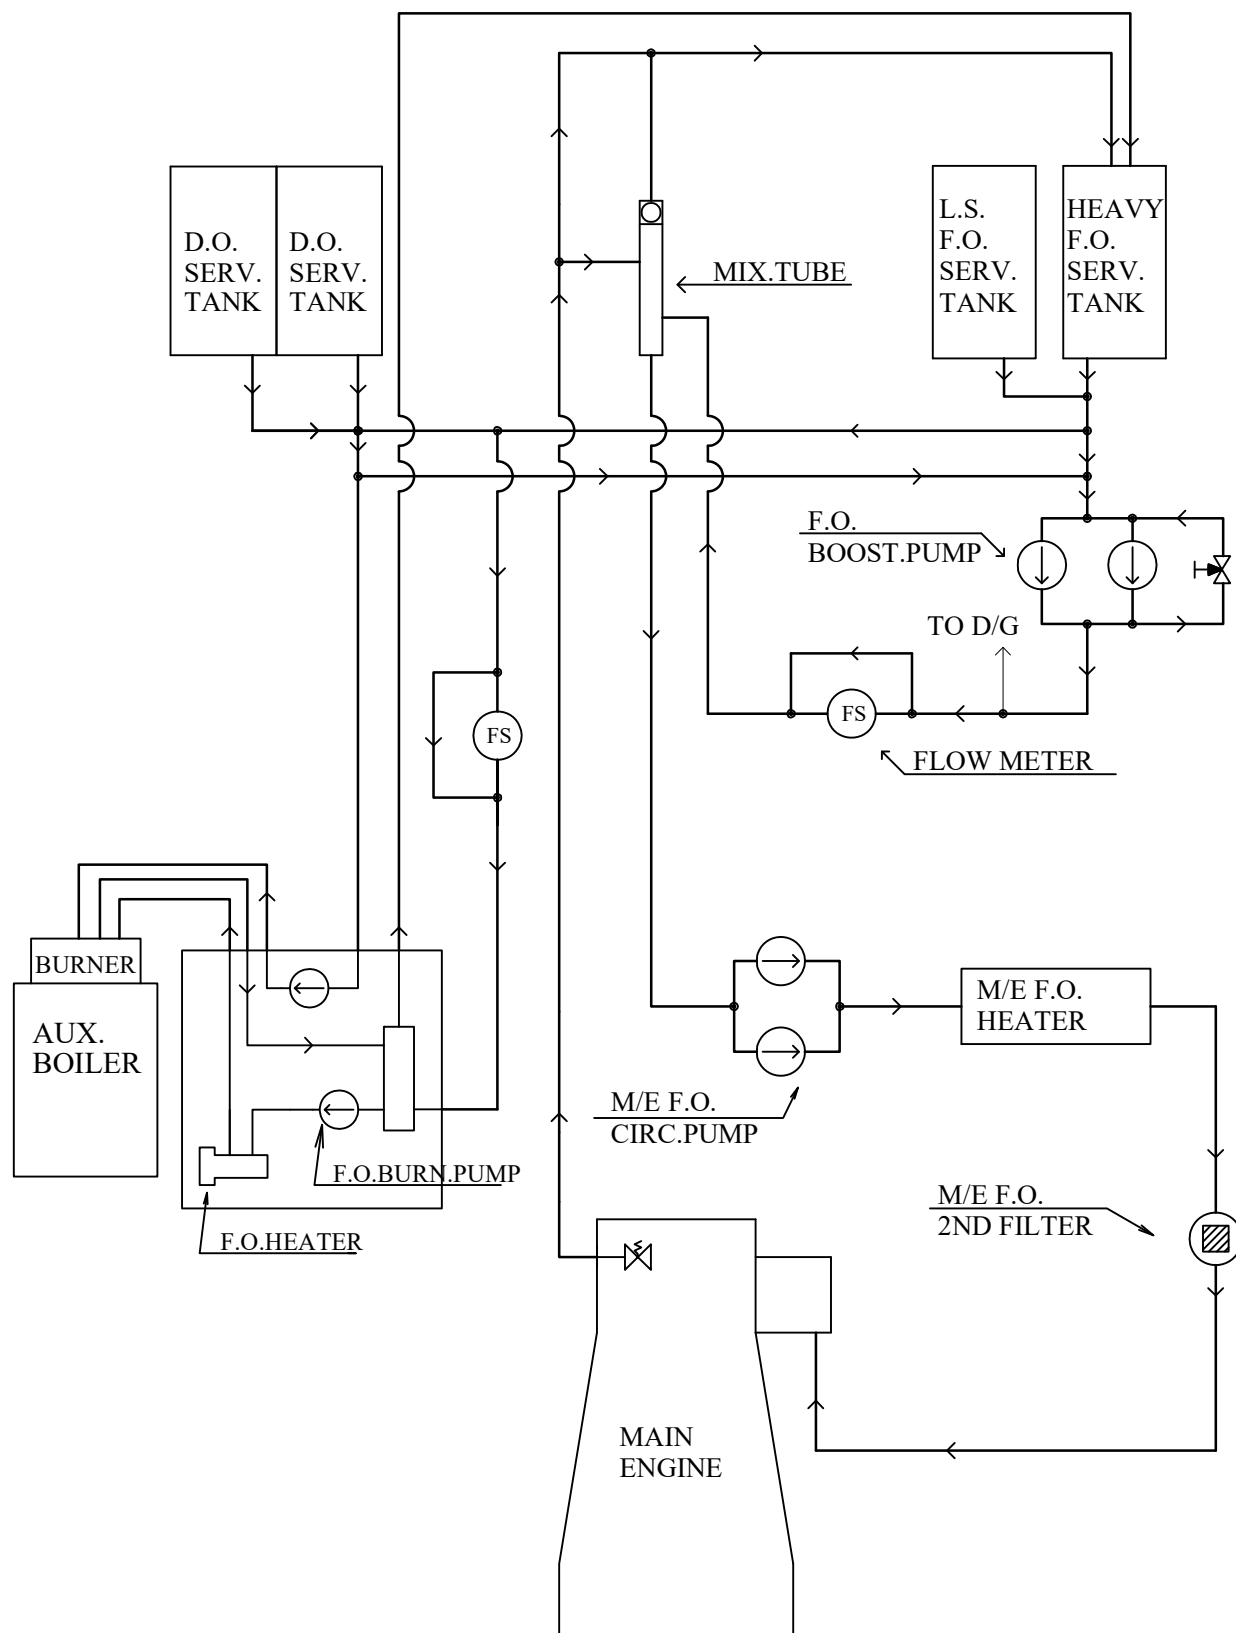 D.O.
SERV.
TANK
D.O.
SERV.
TANK
MIX.TUBE
L.S.
F.O.
SERV.
TANK
HEAVY
F.O.
SERV.
TANK
F.O.
BOOST.PUMP
TO D/G
FS
FLOW METER
FS
BURNER
AUX.
BOILER
M/E F.O.
HEATER
M/E F.O.
CIRC.PUMP
F.O.BURN.PUMP
F.O.HEATER
M/E F.O.
2ND FILTER
MAIN
ENGINE